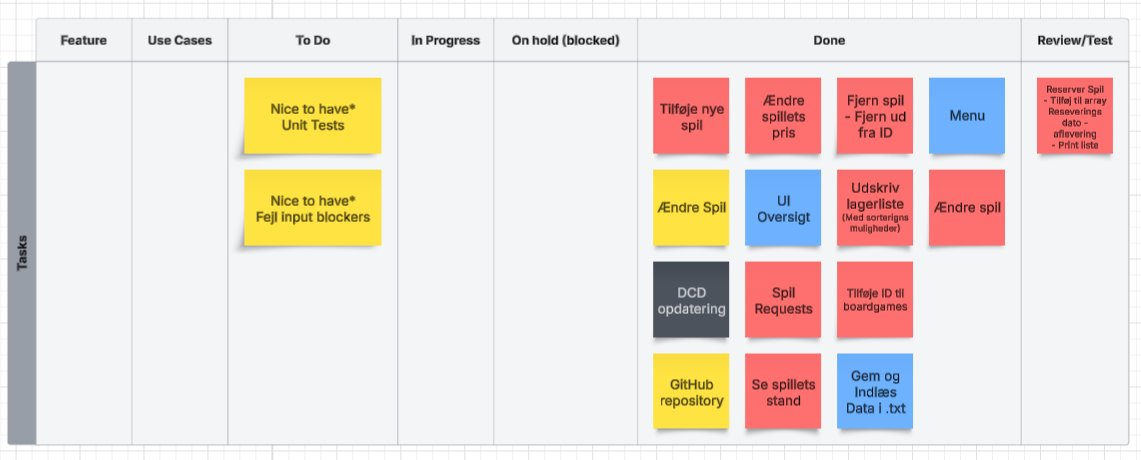 Feature
Use Cases
To Do
In Progress
On hold (blocked)
Done
Review/Test
Tasks
Nice to have*
Unit Tests
Nice to have*
Fejl input blockers
Tilføje nye
spil
Ændre
spillets
pris
Fjern spil
- Fjern ud
fra ID
Menu
Ændre Spil
UI
Oversigt
Udskriv
lagerliste
(Med sorterigns
muligheder)
Ændre spil
DCD
opdatering
Spil
Requests
Tilføje ID til
boardgames
GitHub
repository
Se spillets
stand
Gem og
Indlæs
Data i .txt
Reserver Spil
- Tilføj til array
Reseverings
dato -
aflevering
- Print liste